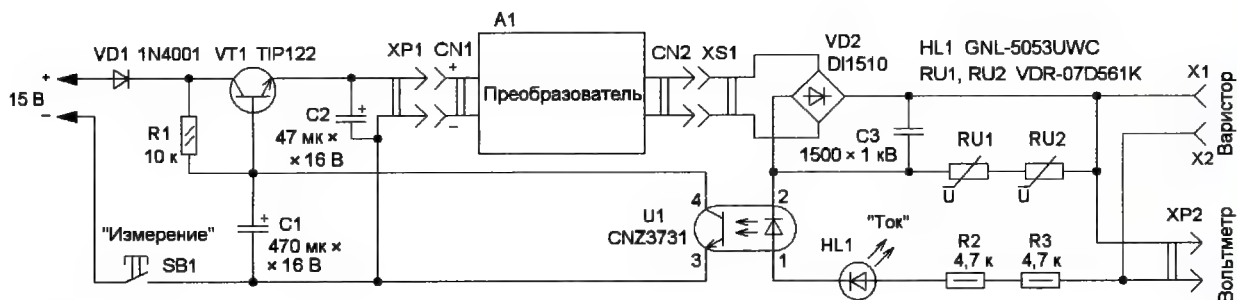 A1
VD1 1N4001 VT1 TIP122
XP1 CN1
CN2 XS1
VD2
DI1510
HL1 GNL-5053UWC
RU1, RU2 VDR-07D561K
X1
X2
Варистор
+
15 В
−
R1
10 к
C2
47 мк ×
× 16 В
+
+
−
Преобразователь
C3
1500 × 1 кВ
RU1
RU2
U
U
"Измерение"
SB1
+
C1
470 мк ×
× 16 В
U1
CNZ3731
4
3
2
1
"Ток"
HL1
R2
4,7 к
R3
4,7 к
XP2
Вольтметр